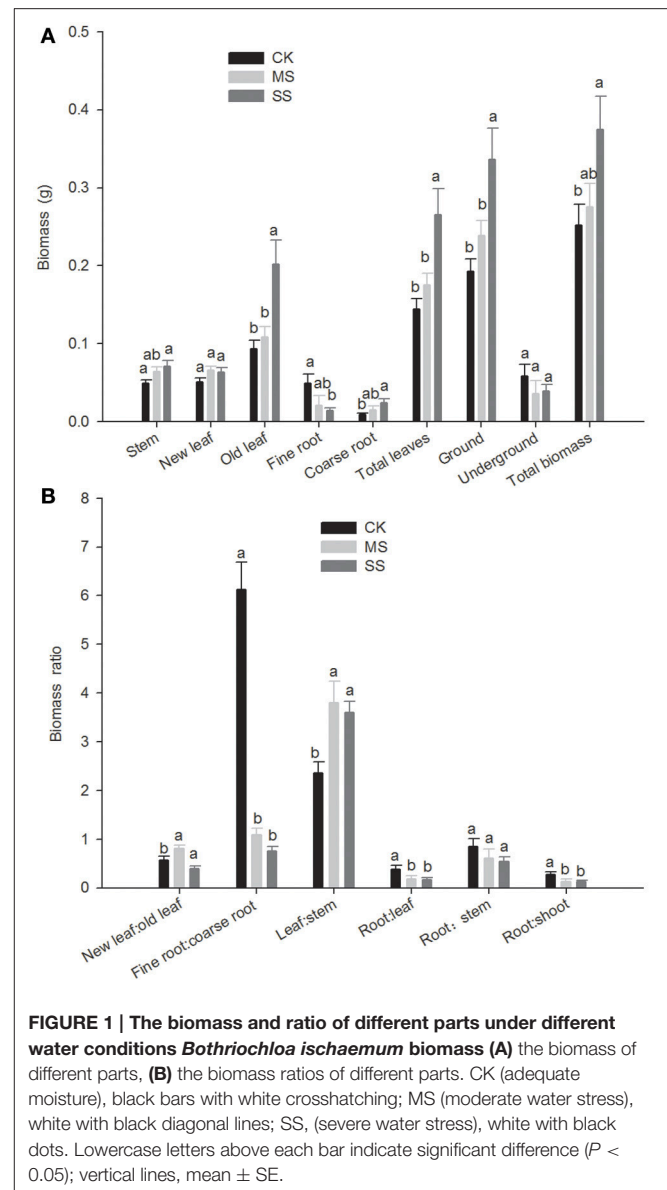 A
0.5
CK
MS
SS
0.4
a
a
0.3
a
ab
Biomass (g)
b
b
a
b
0.2
b
b
b
b
0.1
ab a
a
a a
a
a
ab
b
b ab a
a
a a
0.0
Stem
New leaf
Old leaf
Fine root
Coarse root
Total leaves
Ground
Underground
Total biomass
B
8
CK
MS
SS
7
a
6
5
a
Biomass ratio
4
a
3
b
2
b
1
b a a
b
a b b
a a a
a b b
0
New leaf:old leaf
Fine root:coarse root
Leaf:stem
Root:leaf
Root：stem
Root:shoot
FIGURE 1 | The biomass and ratio of different parts under different
water conditions Bothriochloa ischaemum biomass (A) the biomass of
different parts, (B) the biomass ratios of different parts. CK (adequate
moisture), black bars with white crosshatching; MS (moderate water stress),
white with black diagonal lines; SS, (severe water stress), white with black
dots. Lowercase letters above each bar indicate significant difference (P <
0.05); vertical lines, mean ± SE.